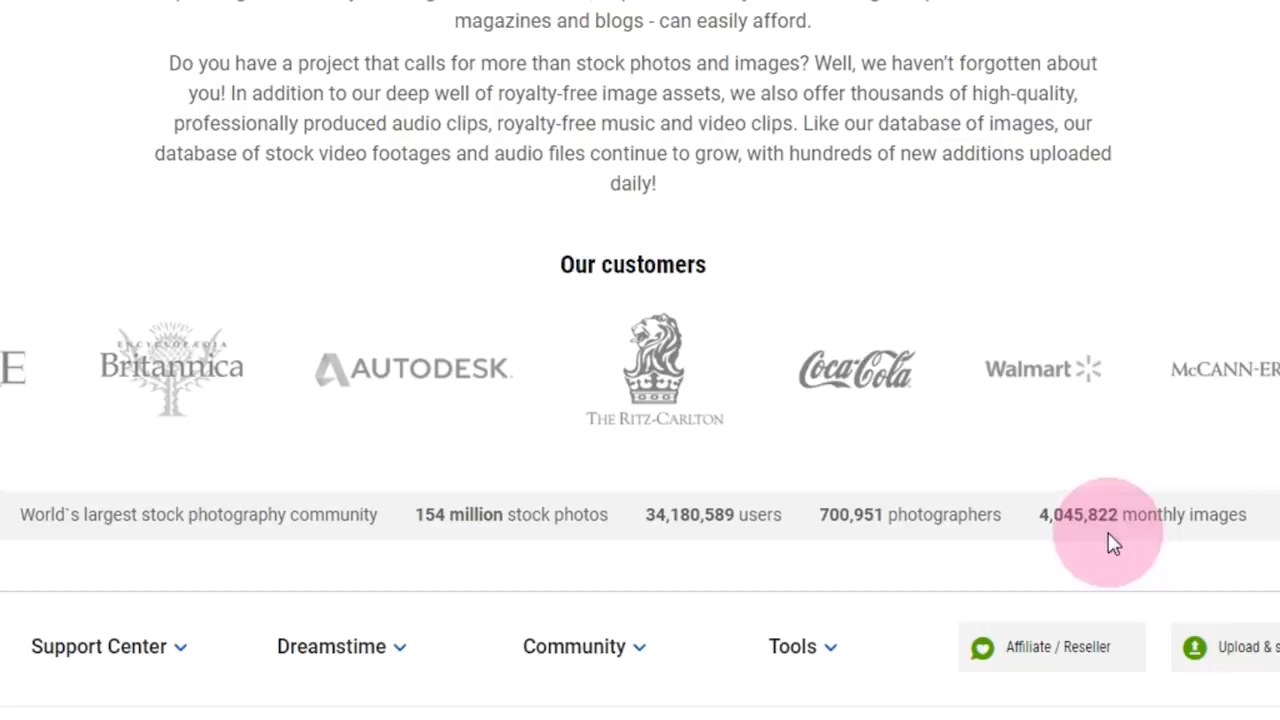 magazines and blogs - can easily afford.
Do you have a project that calls for more than stock photos and images? Well, we haven't forgotten about
you! In addition to our deep well of royalty-free image assets, we also offer thousands of high-quality,
professionally produced audio clips, royalty-free music and video clips. Like our database of images, our
database of stock video footages and audio files continue to grow, with hundreds of new additions uploaded
daily!
Our customers
E ENCYCLOPÆDIA Britannica AUTODESK. THE RITZ-CARLTON Coca-Cola Walmart McCANN-ER
World`s largest stock photography community 154 million stock photos 34,180,589 users 700,951 photographers 4,045,822 monthly images
Support Center Dreamstime Community Tools Affiliate / Reseller Upload & s